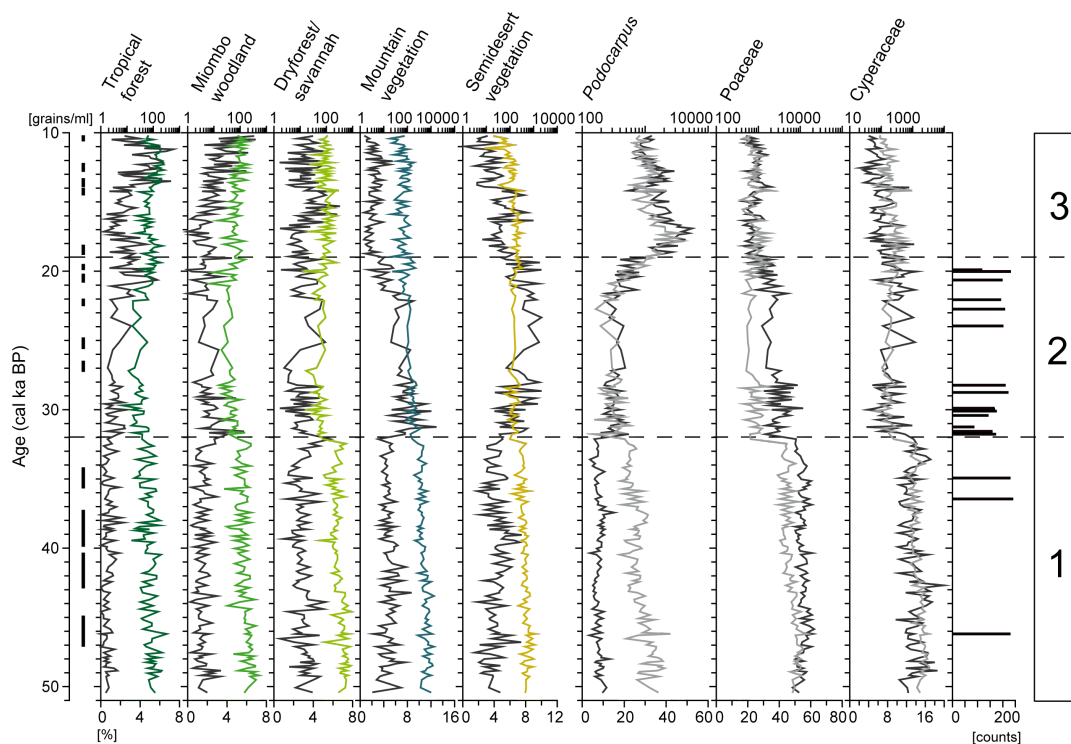 Tropical
forest
Miombo
woodland
Dryforest/
savannah
Mountain
vegetation
Semidesert
vegetation
Podocarpus
Poaceae
Cyperaceae
[grains/ml] 1 100 1 100 1 100 1 100 10000 1 100 10000 100 10000 1 100 10000 10 1000
Age (cal ka BP)
10
20
30
40
50
3
2
1
0 4 8 0 4 8 0 4 8 0 8 16 0 4 8 12 0 20 40 60 0 20 40 60 80 0 8 16 0 200
[%] [counts]